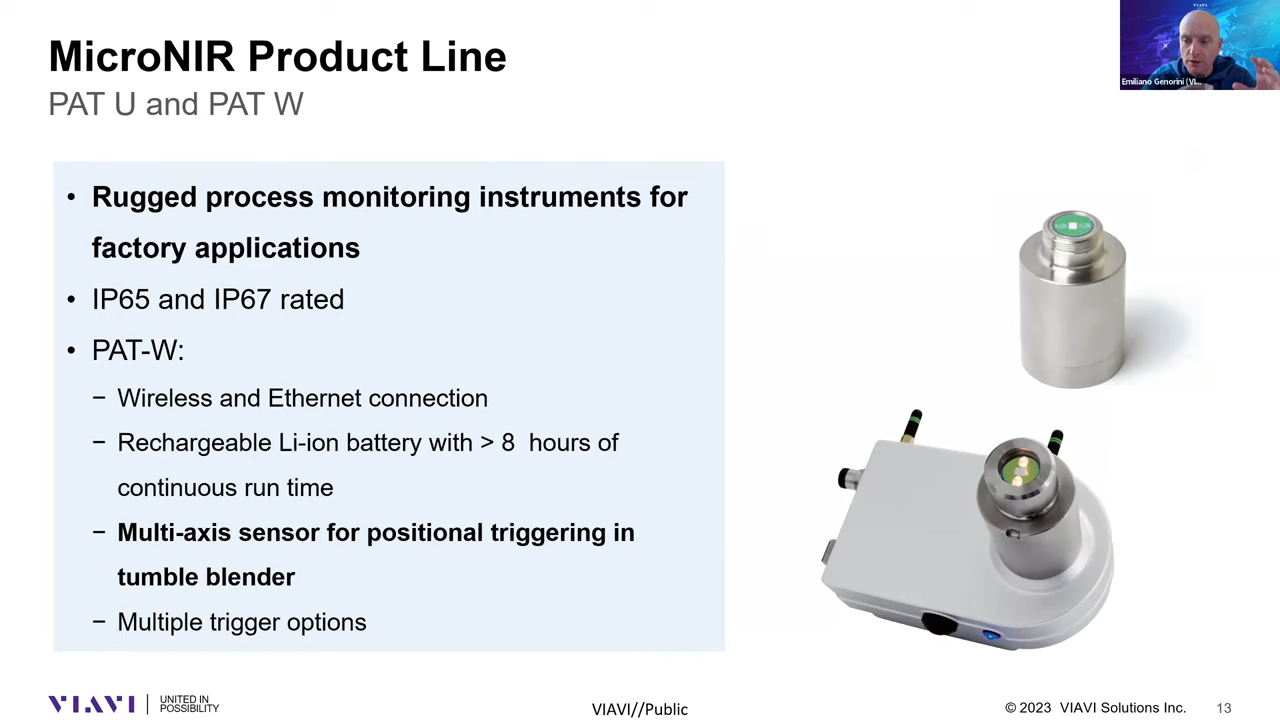 MicroNIR Product Line
PAT U and PAT W
VIAVI
Emiliano Genorini (VI...
• Rugged process monitoring instruments for
factory applications
• IP65 and IP67 rated
• PAT-W:
− Wireless and Ethernet connection
− Rechargeable Li-ion battery with > 8 hours of
continuous run time
− Multi-axis sensor for positional triggering in
tumble blender
− Multiple trigger options
VIAVI
UNITED IN
POSSIBILITY
VIAVI//Public
© 2023 VIAVI Solutions Inc.
13